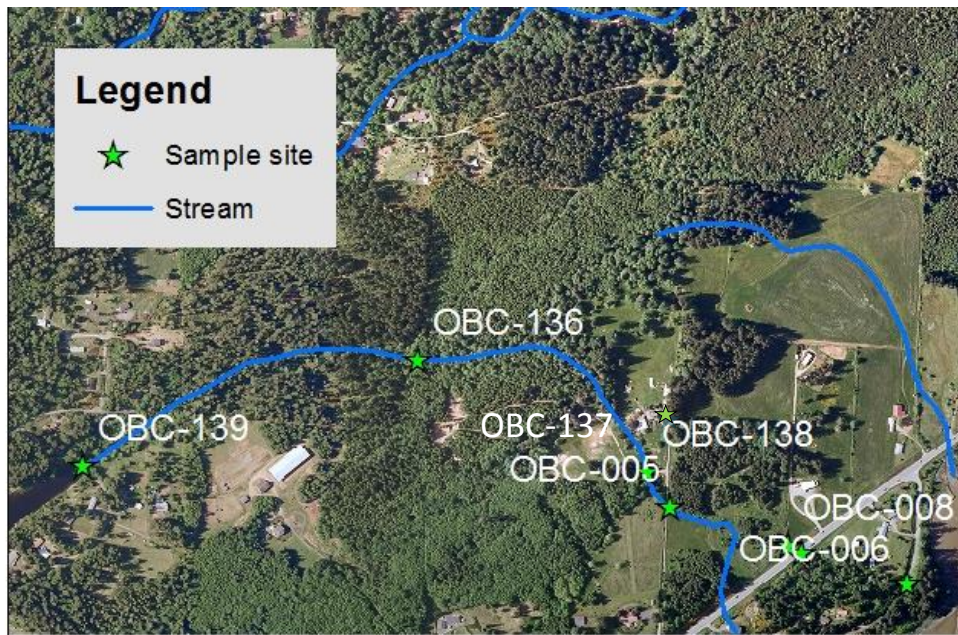 Legend
Sample site
Stream
OBC-136
OBC-139
OBC-137
OBC-138
OBC-005
OBC-008
OBC-006